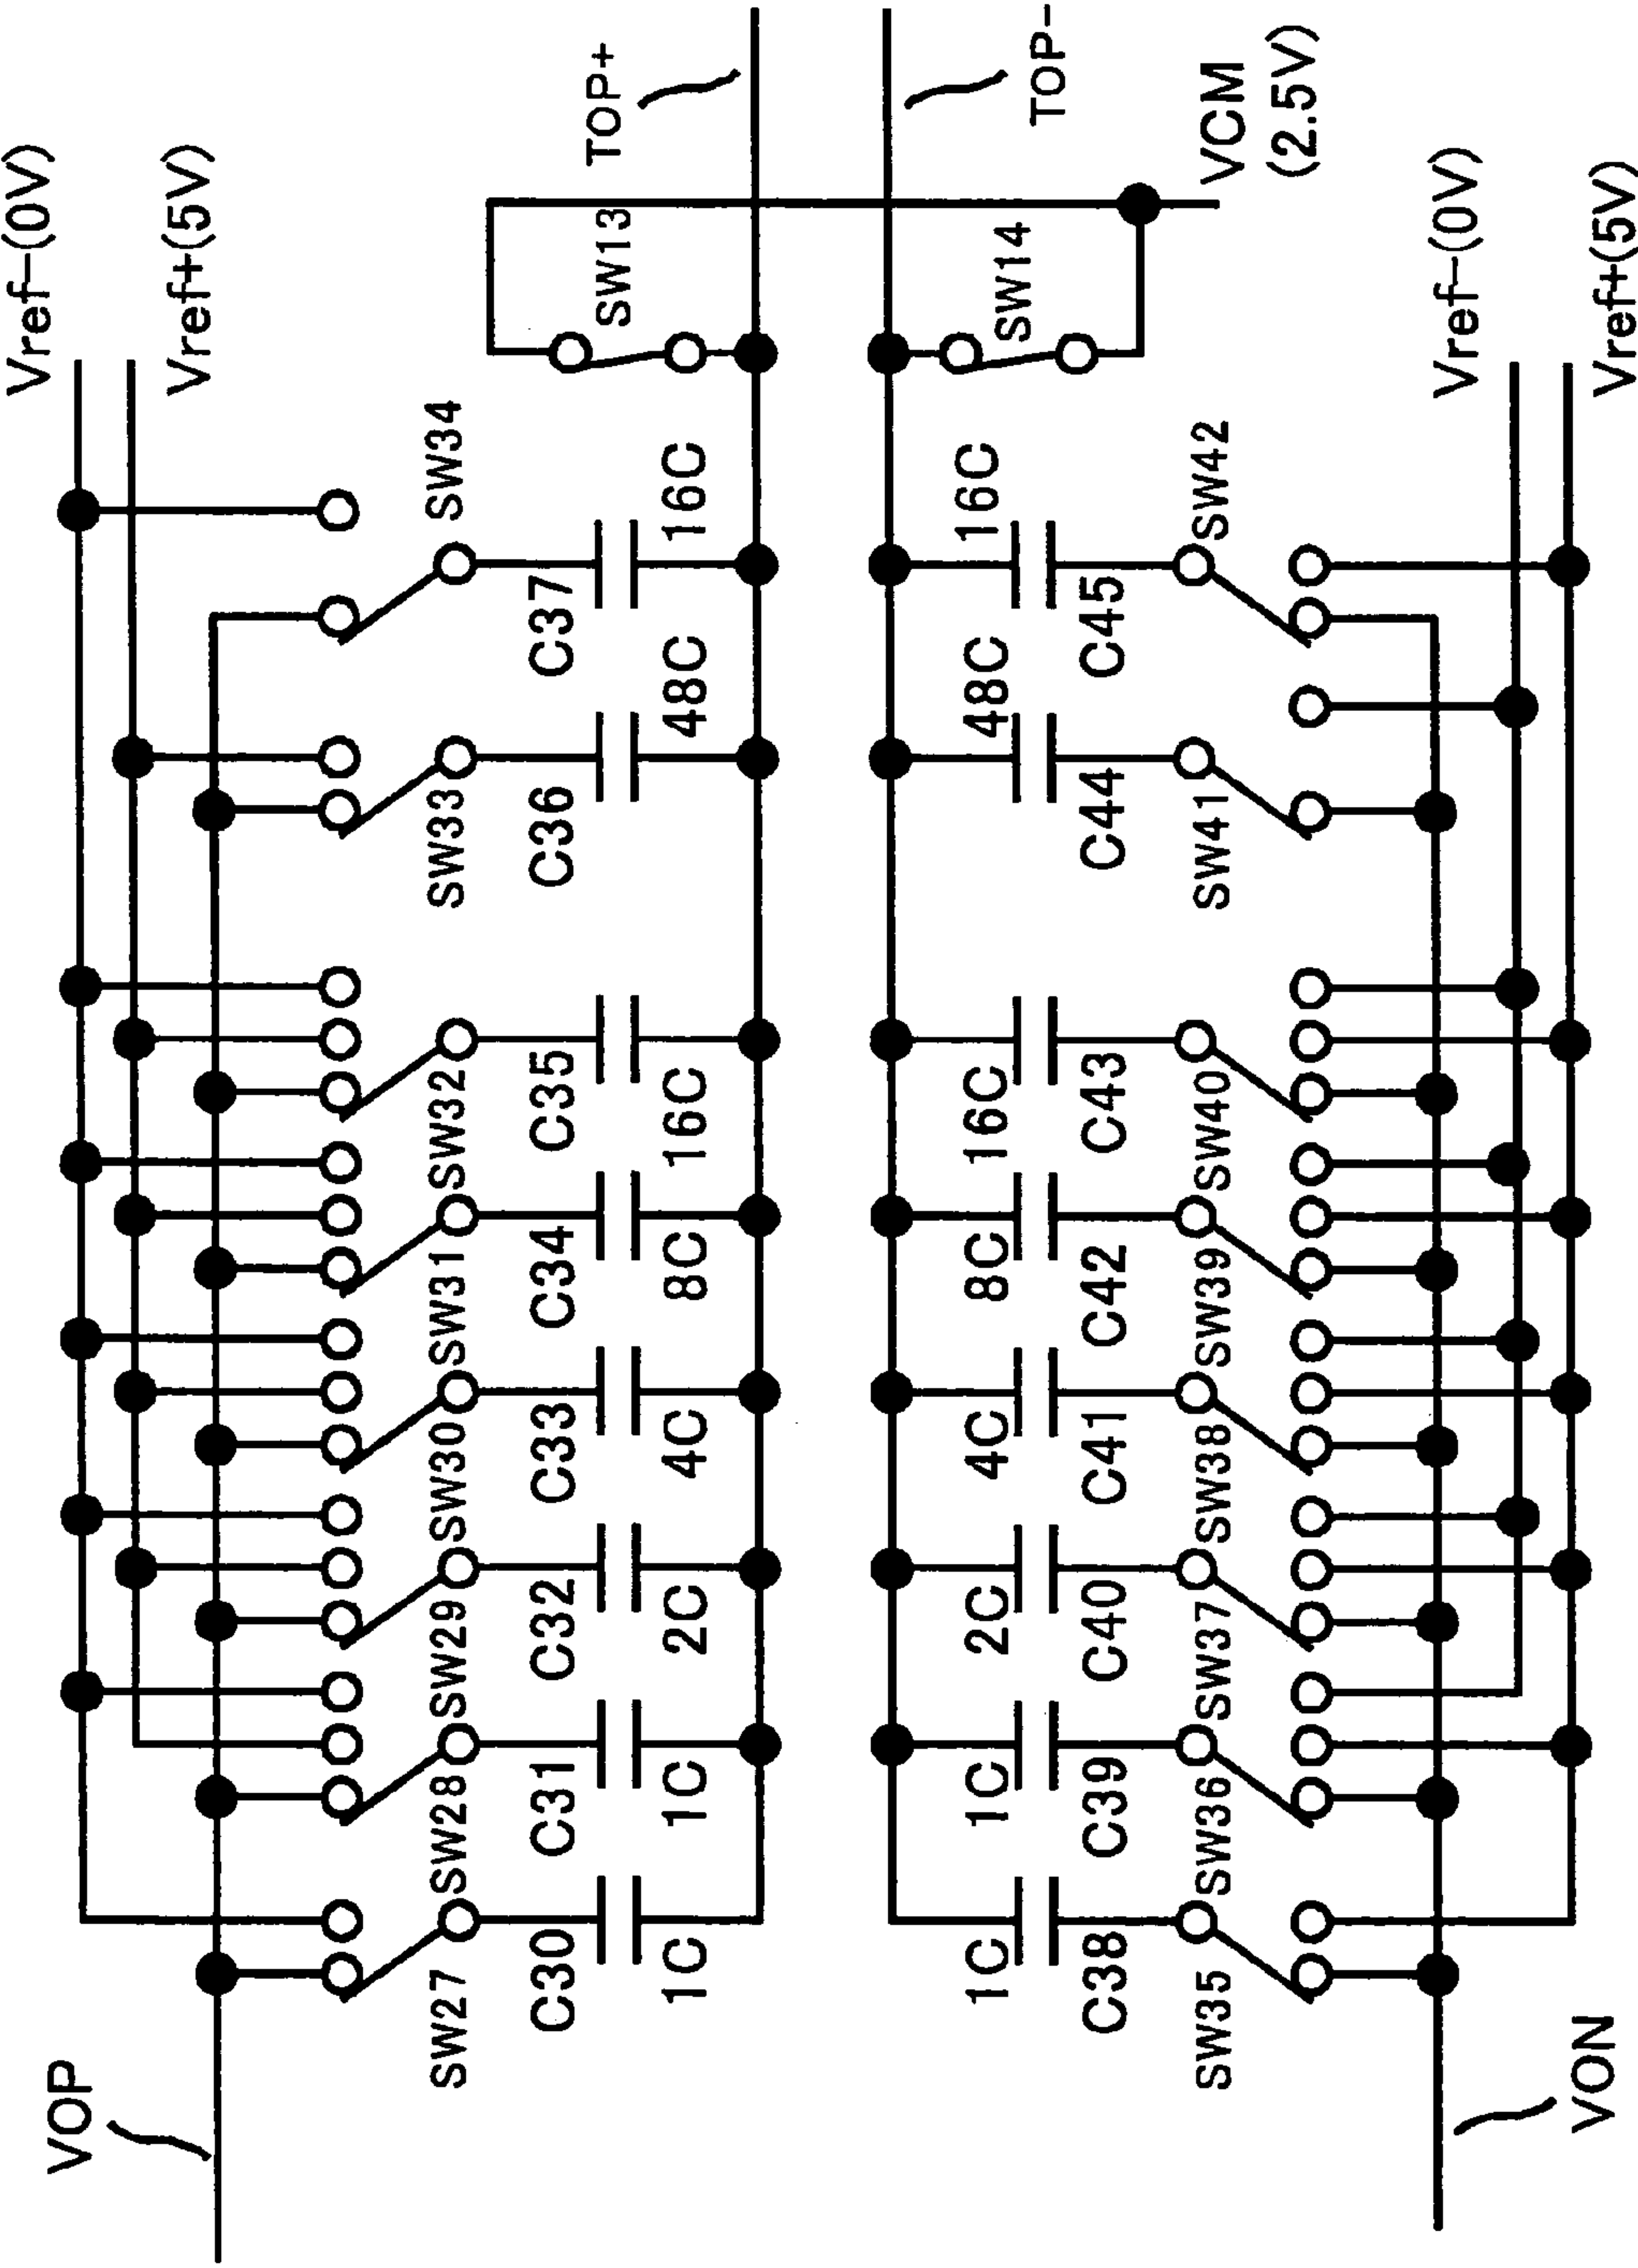 Vref-(0V)
Vref+(5V)
VOP
SW27
SW28
SW29
SW30
SW31
SW32
SW33
SW34
C30
C31
C32
C33
C34
C35
C36
C37
1C
1C
2C
4C
8C
16C
48C
16C
SW13
TOP+
TOP-
SW14
VCM
(2.5V)
1C
1C
2C
4C
8C
16C
48C
16C
C38
C39
C40
C41
C42
C43
C44
C45
SW35
SW36
SW37
SW38
SW39
SW40
SW41
SW42
VON
Vref-(0V)
Vref+(5V)